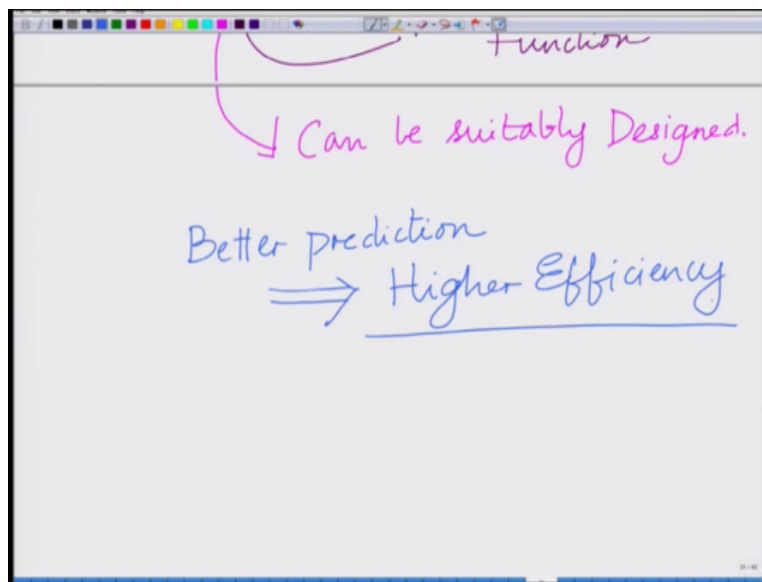 Function
Can be suitably Designed.
Better prediction
⇒ Higher Efficiency